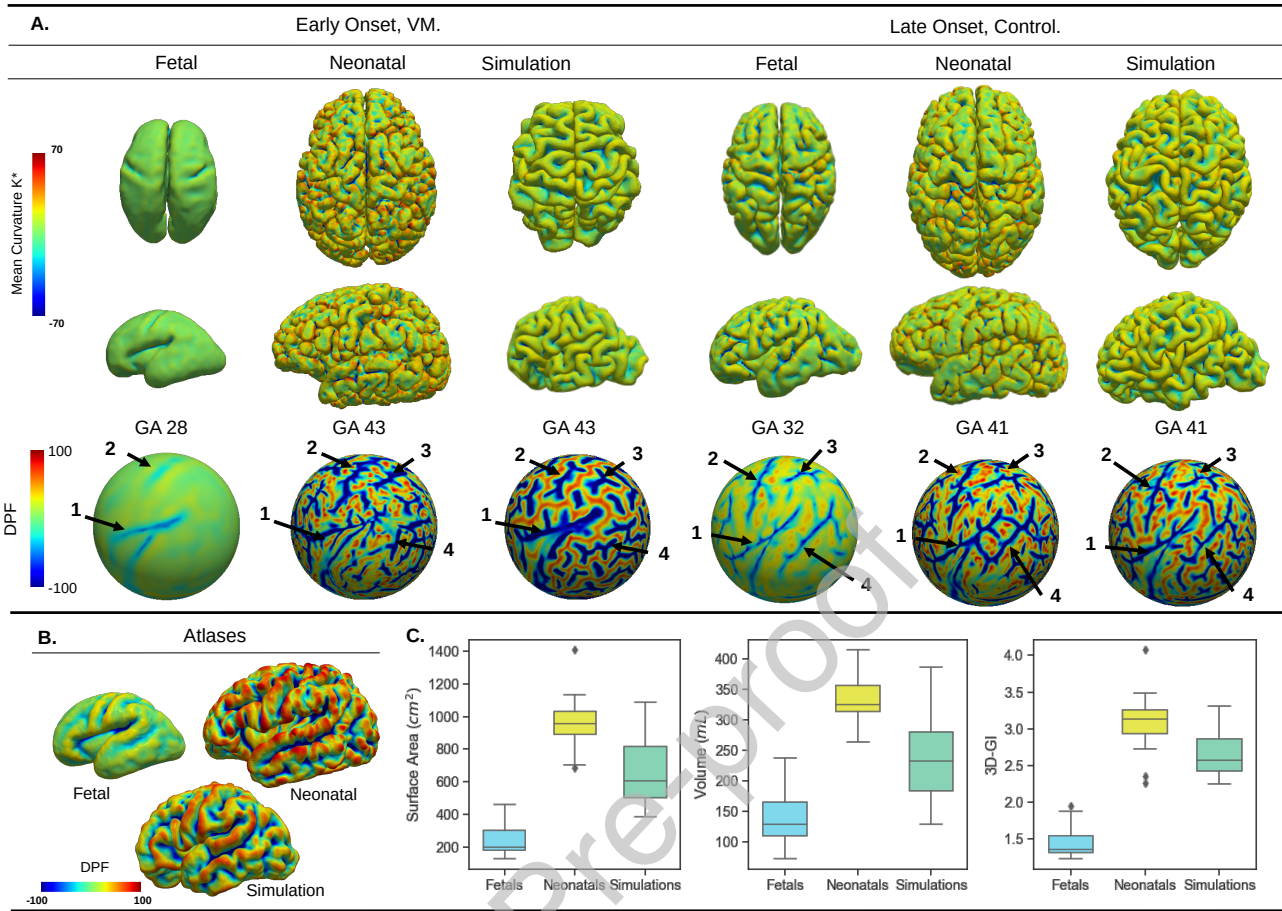 A.
Early Onset, VM.
Late Onset, Control.
Fetal
Neonatal
Simulation
Fetal
Neonatal
Simulation
70
Mean Curvature K*
-70
GA 28
GA 43
GA 43
GA 32
GA 41
GA 41
100
DPF
-100
2
1
2
3
1
4
2
3
1
4
2
3
1
4
2
3
1
4
2
3
1
4
B.
Atlases
Fetal
Neonatal
Simulation
DPF
-100
100
C.
Surface Area (cm²)
1400
1200
1000
800
600
400
200
Fetals
Neonatals
Simulations
Volume (mL)
400
350
300
250
200
150
100
Fetals
Neonatals
Simulations
3D-GI
4.0
3.5
3.0
2.5
2.0
1.5
Fetals
Neonatals
Simulations
Pre-proof